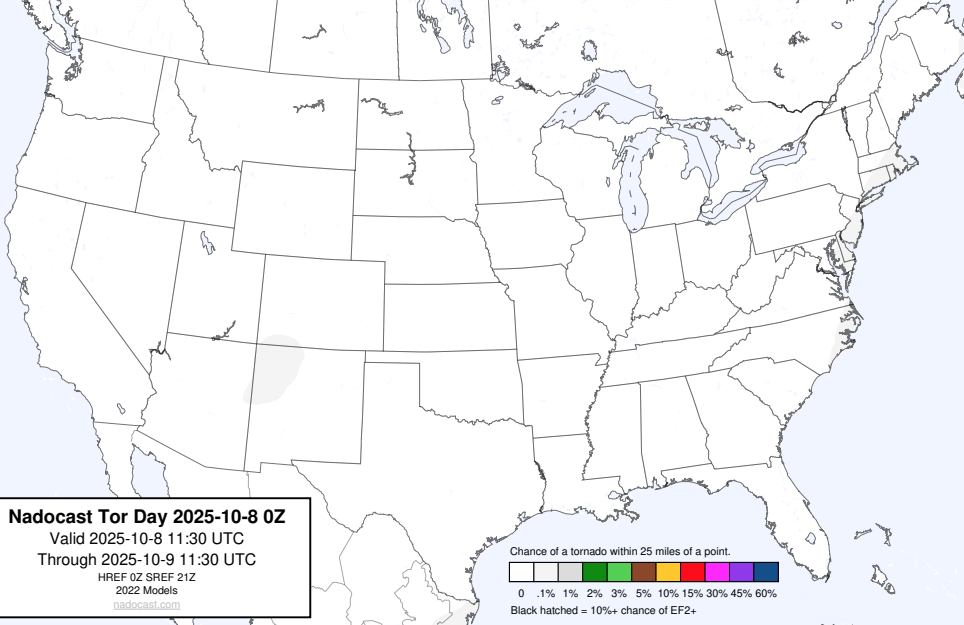 Nadocast Tor Day 2025-10-8 0Z
Valid 2025-10-8 11:30 UTC
Through 2025-10-9 11:30 UTC
HREF 0Z SREF 21Z
2022 Models
nadocast.com
Chance of a tornado within 25 miles of a point.
0 .1% 1% 2% 3% 5% 10% 15% 30% 45% 60%
Black hatched = 10%+ chance of EF2+